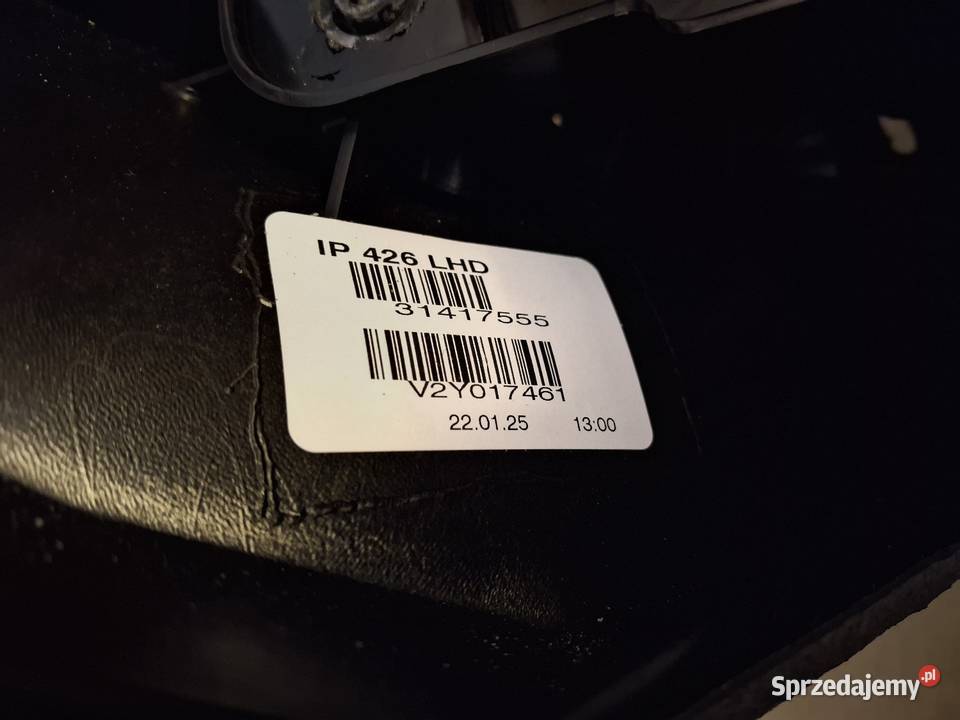 IP 426 LHD
31417555
V2Y017461
22.01.25 13:00
Sprzedajemy.pl